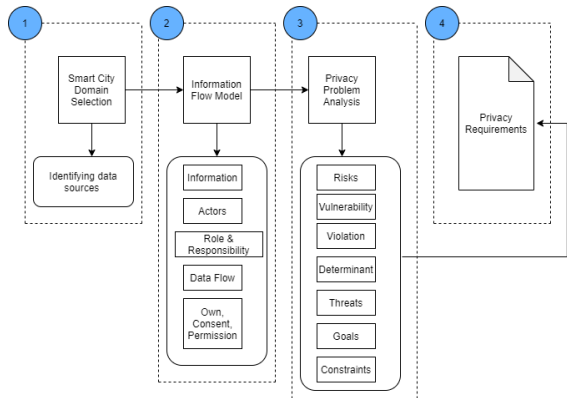 1
2
3
4
Smart City
Domain
Selection
Information
Flow Model
Privacy
Problem
Analysis
Privacy
Requirements
Identifying data
sources
Information
Actors
Role &
Responsibility
Data Flow
Own,
Consent,
Permission
Risks
Vulnerability
Violation
Determinant
Threats
Goals
Constraints